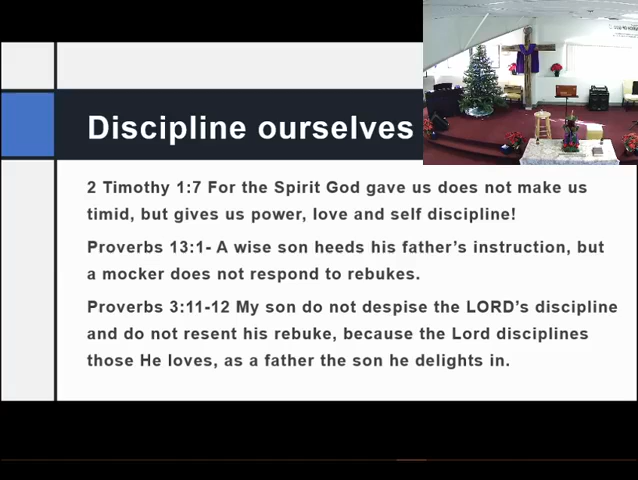 Discipline ourselves
2 Timothy 1:7 For the Spirit God gave us does not make us
timid, but gives us power, love and self discipline!
Proverbs 13:1- A wise son heeds his father’s instruction, but
a mocker does not respond to rebukes.
Proverbs 3:11-12 My son do not despise the LORD’s discipline
and do not resent his rebuke, because the Lord disciplines
those He loves, as a father the son he delights in.